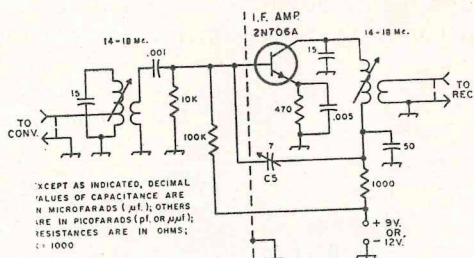 I.F. AMP.
2N706A
14-18 Mc.
.001
15
14-18 Mc.
15
TO
CONV.
10K
470
.005
TO
REC.
100K
7
C5
50
1000
EXCEPT AS INDICATED, DECIMAL
VALUES OF CAPACITANCE ARE
IN MICROFARADS (µf.); OTHERS
ARE IN PICOFARADS (pf. OR µµf);
RESISTANCES ARE IN OHMS;
1000
+ 9V.
OR
- 12V.